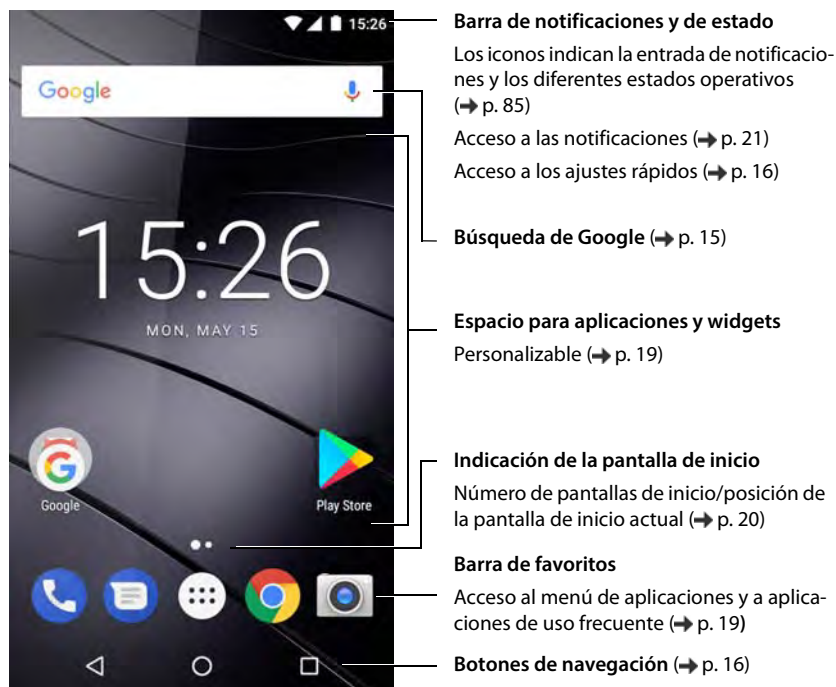 15:26
Google
15:26
MON, MAY 15
Google
Play Store
Barra de notificaciones y de estado
Los iconos indican la entrada de notificacio-
nes y los diferentes estados operativos
(➔ p. 85)
Acceso a las notificaciones (➔ p. 21)
Acceso a los ajustes rápidos (➔ p. 16)
Búsqueda de Google (➔ p. 15)
Espacio para aplicaciones y widgets
Personalizable (➔ p. 19)
Indicación de la pantalla de inicio
Número de pantallas de inicio/posición de
la pantalla de inicio actual (➔ p. 20)
Barra de favoritos
Acceso al menú de aplicaciones y a aplica-
ciones de uso frecuente (➔ p. 19)
Botones de navegación (➔ p. 16)